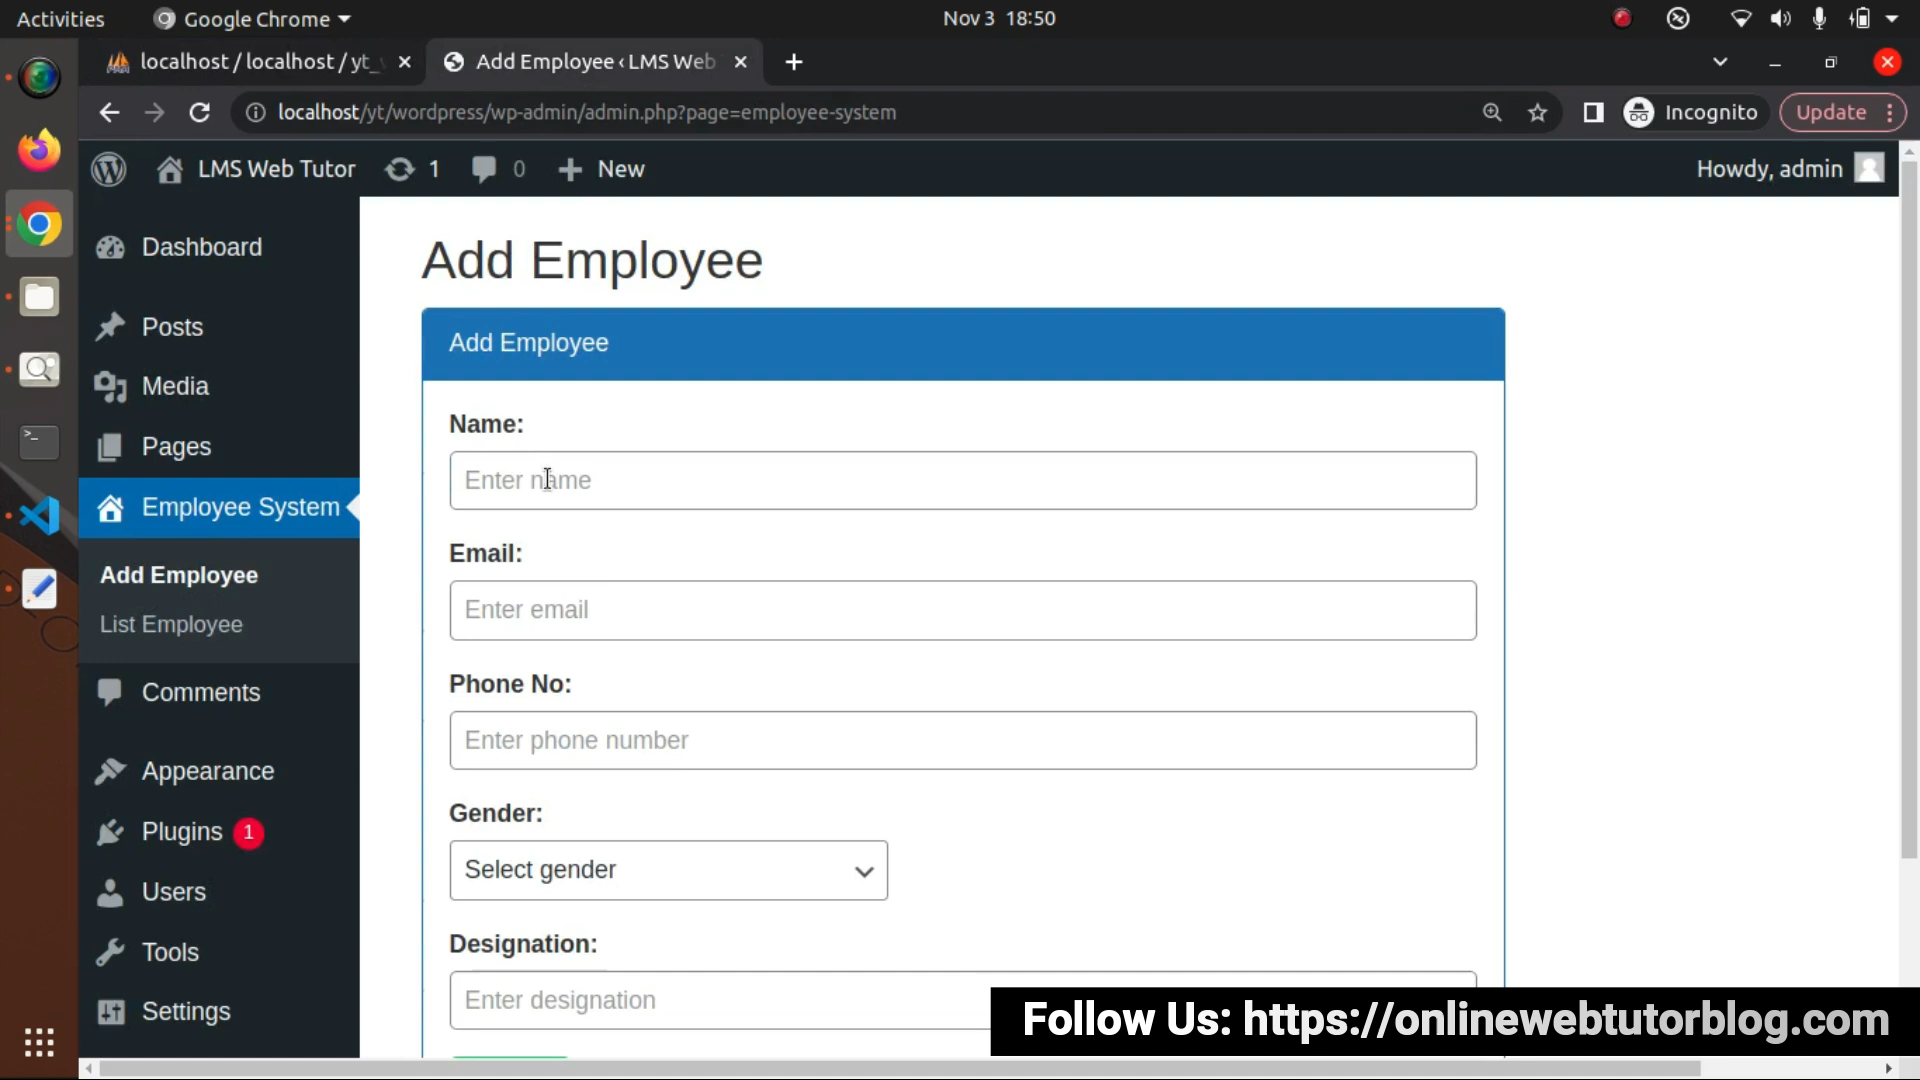 Activities Google Chrome Nov 3 18:50
localhost / localhost / yt_ Add Employee ‹ LMS Web
localhost/yt/wordpress/wp-admin/admin.php?page=employee-system Incognito Update
LMS Web Tutor 1 0 New Howdy, admin
Dashboard
Posts
Media
Pages
Employee System
Add Employee
List Employee
Comments
Appearance
Plugins 1
Users
Tools
Settings
Add Employee
Add Employee
Name:
Enter name
Email:
Enter email
Phone No:
Enter phone number
Gender:
Select gender
Designation:
Enter designation
Follow Us: https://onlinewebtutorblog.com